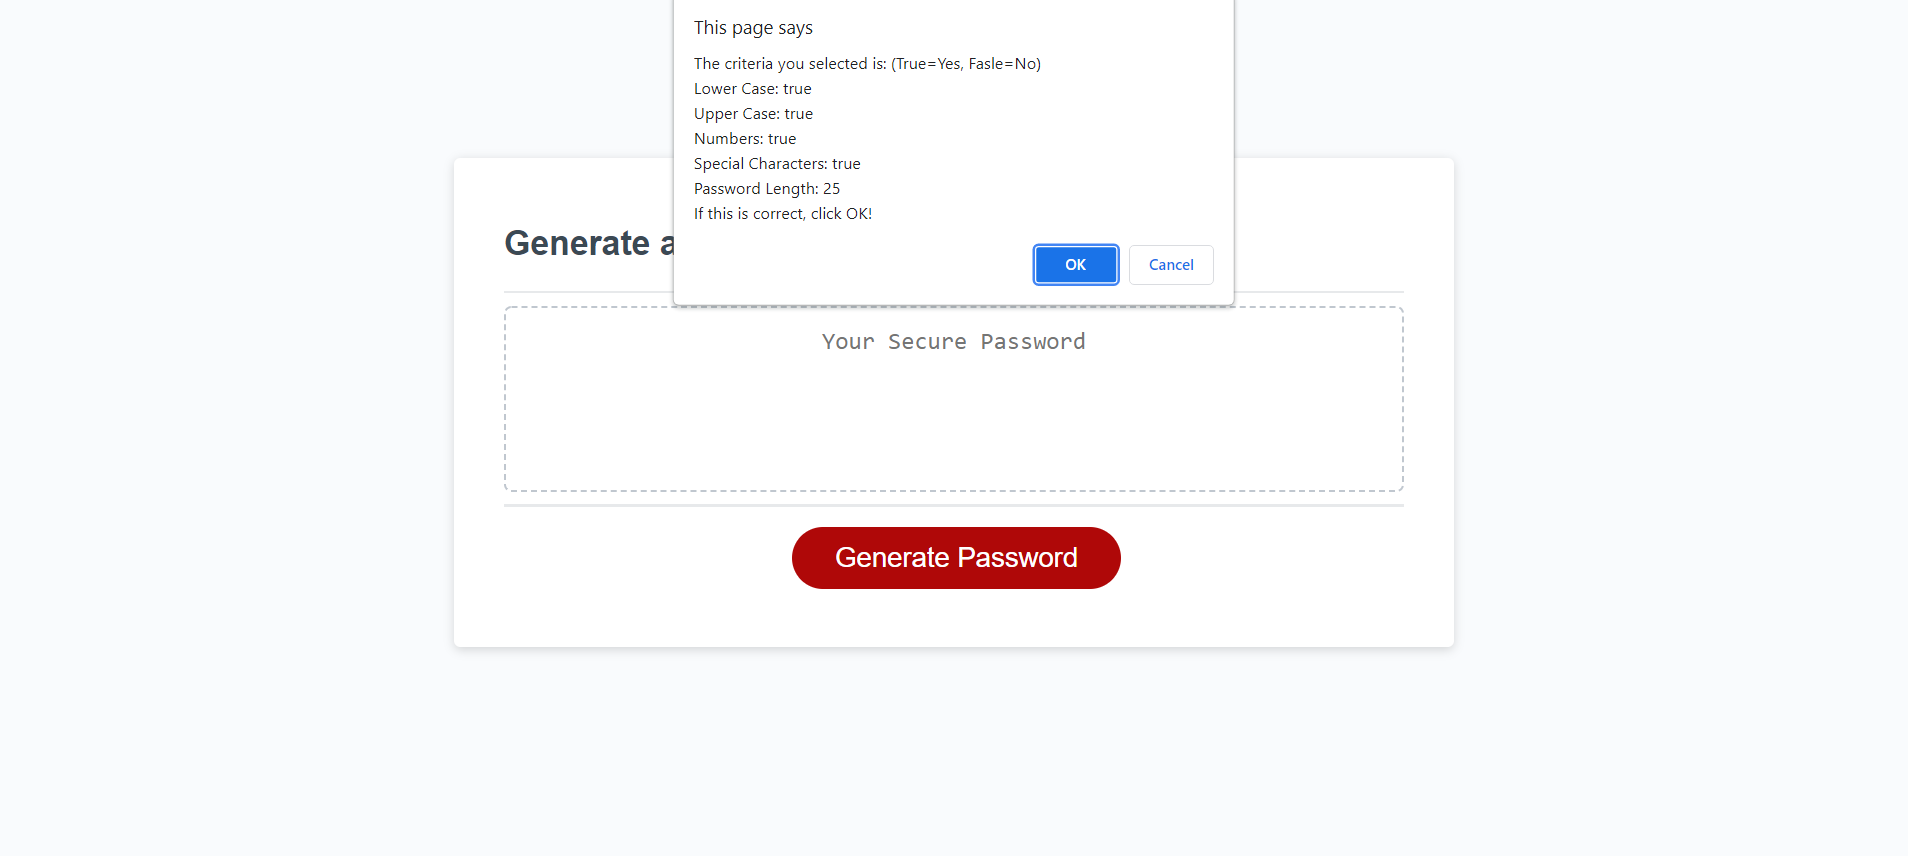 This page says
The criteria you selected is: (True=Yes, Fasle=No)
Lower Case: true
Upper Case: true
Numbers: true
Special Characters: true
Password Length: 25
If this is correct, click OK!
OK Cancel
Generate a
Your Secure Password
Generate Password